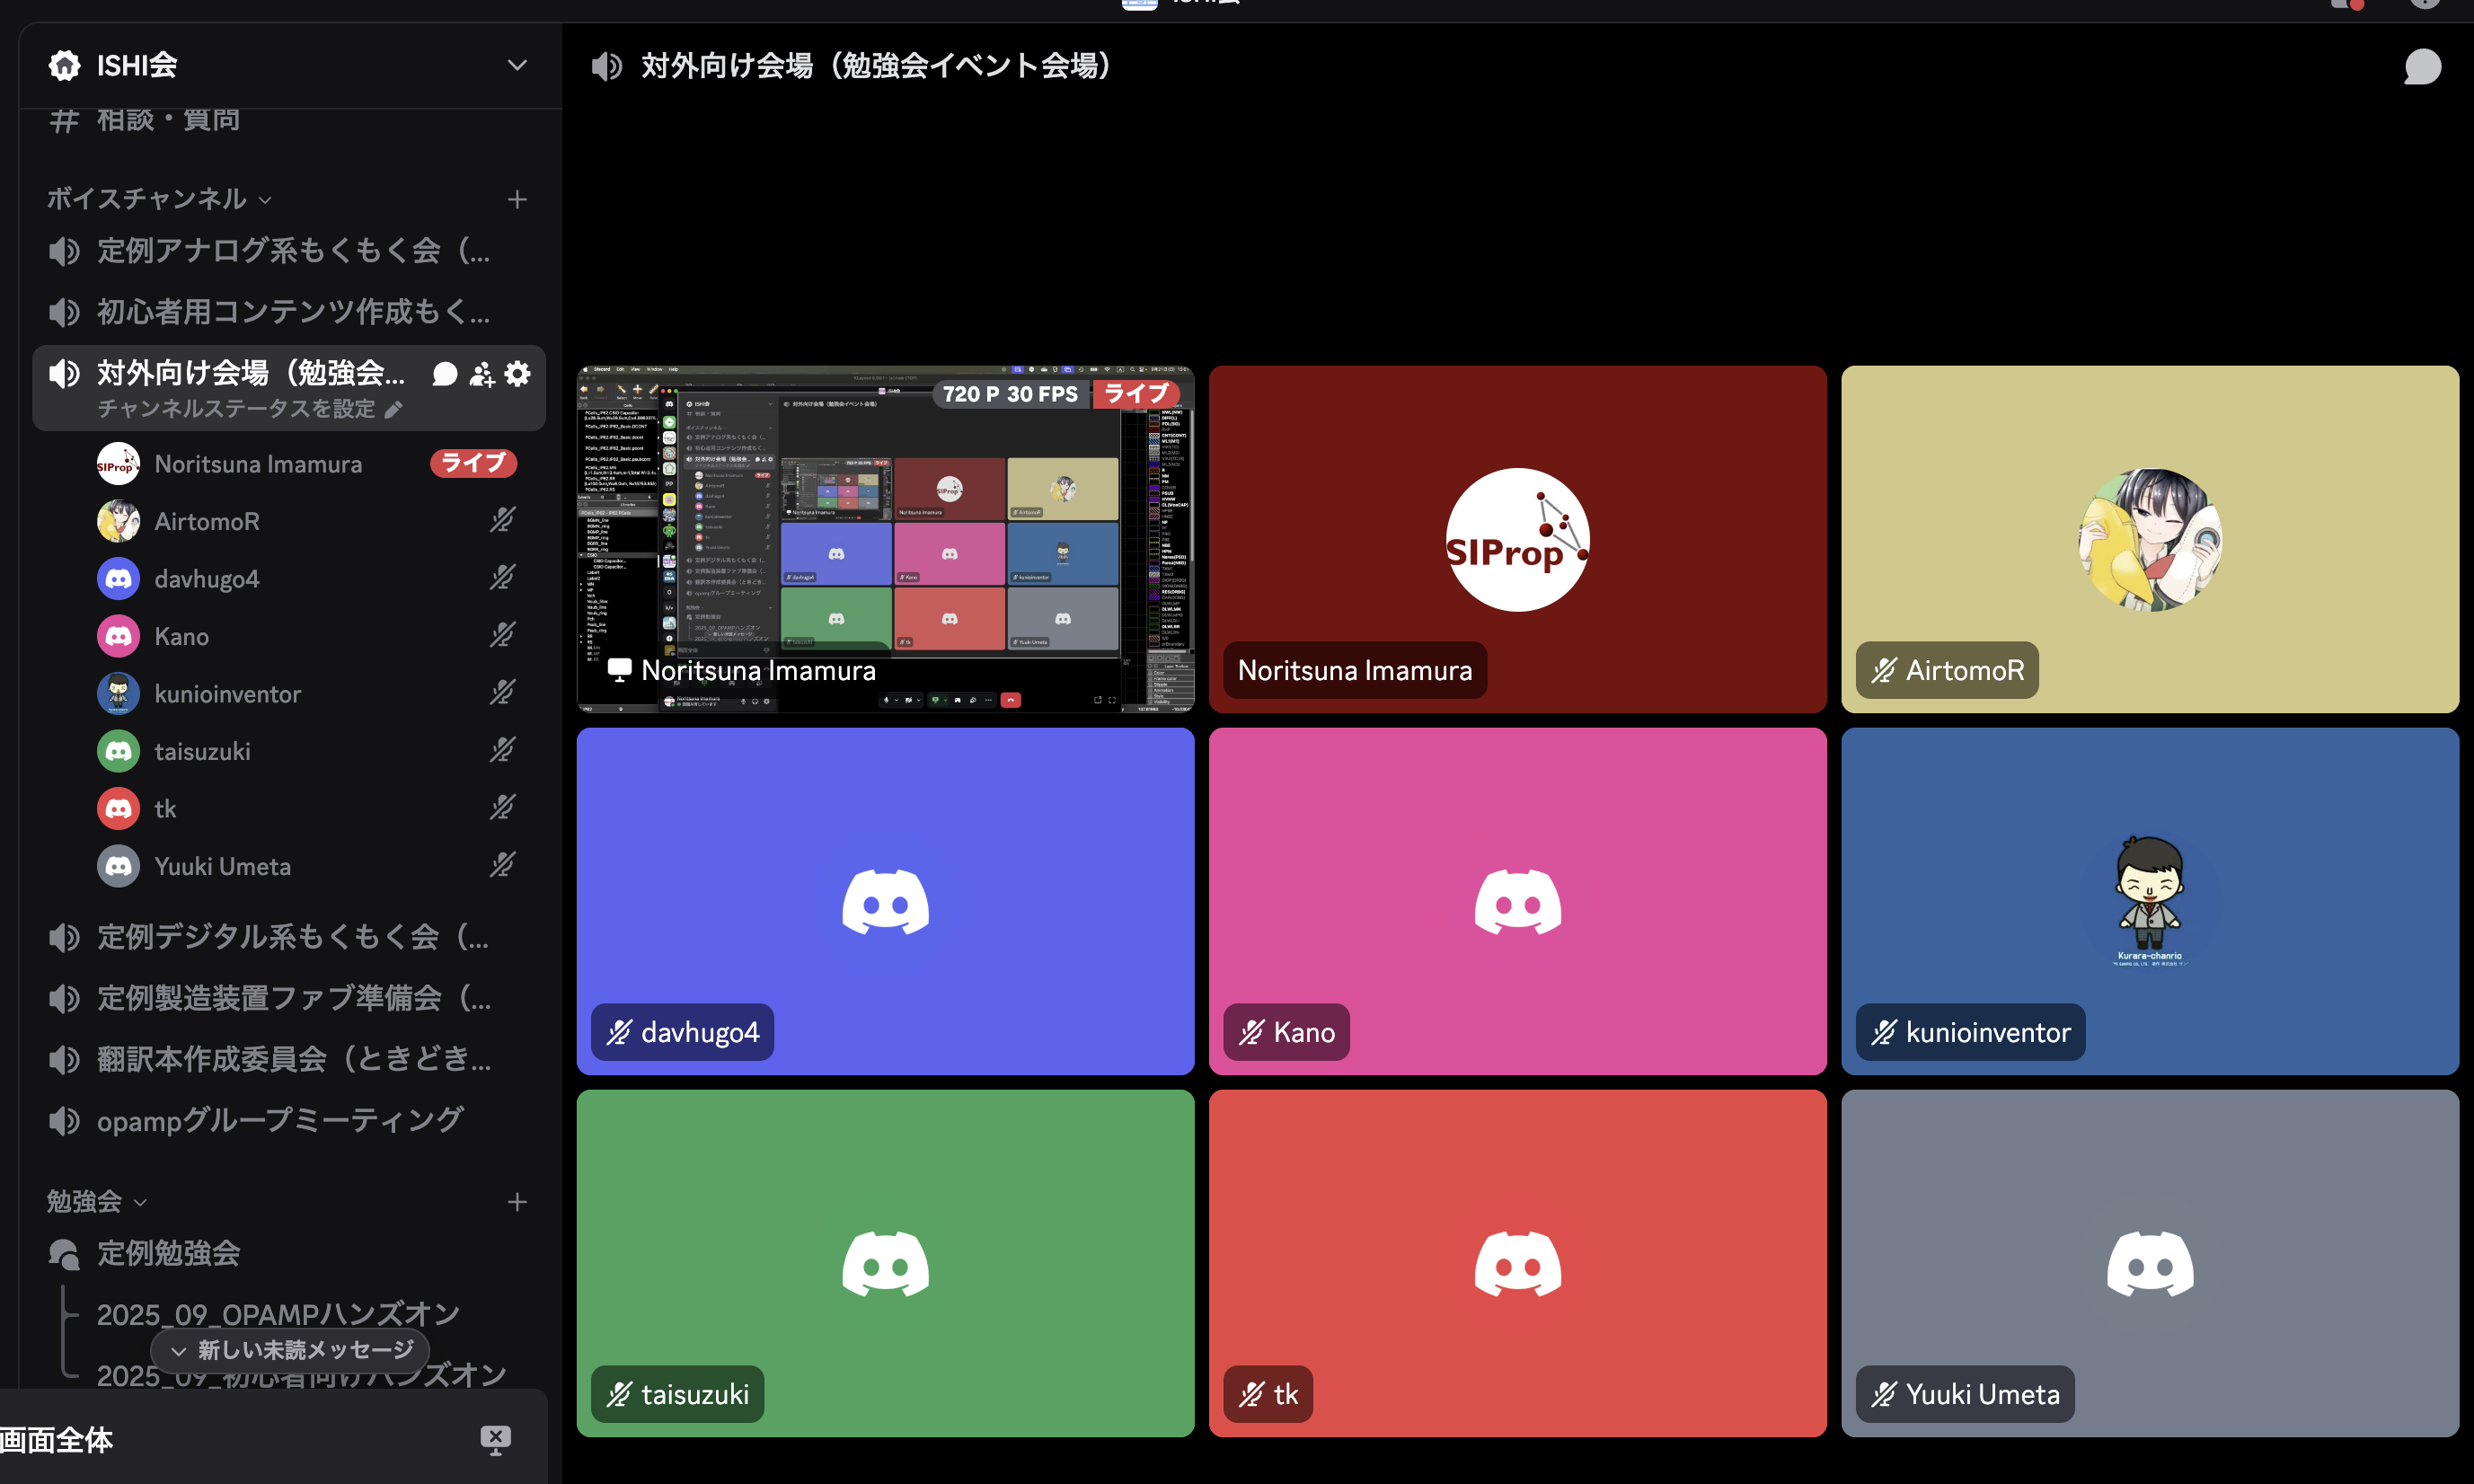 ISHI会
ISHI会
相談・質問
ボイスチャンネル
定例アナログ系もくもく会（...
初心者用コンテンツ作成もく...
対外向け会場（勉強会...
チャンネルステータスを設定
Noritsuna Imamura
ライブ
AirtomoR
davhugo4
Kano
kunioinventor
taisuzuki
tk
Yuuki Umeta
定例デジタル系もくもく会（...
定例製造装置ファブ準備会（...
翻訳本作成委員会（ときどき...
opampグループミーティング
勉強会
定例勉強会
2025_09_OPAMPハンズオン
新しい未読メッセージ
2025_09_初心者向けハンズオン
画面全体
対外向け会場（勉強会イベント会場）
720 P 30 FPS
ライブ
Noritsuna Imamura
SIProp
Noritsuna Imamura
AirtomoR
davhugo4
Kano
Kurara-chanrio
kunioinventor
taisuzuki
tk
Yuuki Umeta